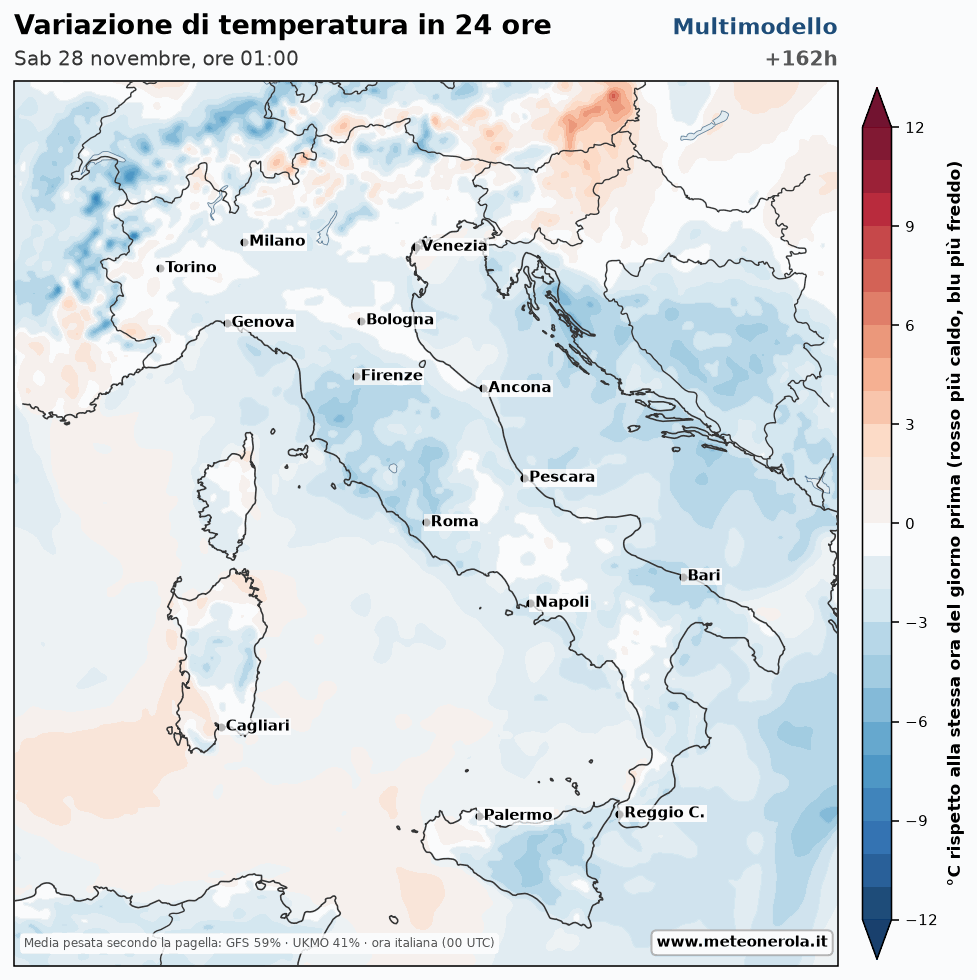 Variazione di temperatura in 24 ore
Multimodello
Sab 28 novembre, ore 01:00
+162h
Milano
Venezia
Torino
Genova
Bologna
Firenze
Ancona
Pescara
Roma
Bari
Napoli
Cagliari
Palermo
Reggio C.
12
9
6
3
0
−3
−6
−9
−12
°C rispetto alla stessa ora del giorno prima (rosso più caldo, blu più freddo)
Media pesata secondo la pagella: GFS 59% · UKMO 41% · ora italiana (00 UTC)
www.meteonerola.it